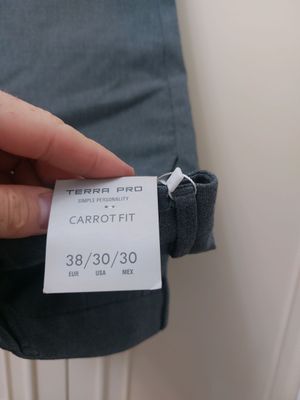 TERRA PRO
SIMPLE PERSONALITY
CARROT FIT
38/30/30
EUR USA MEX